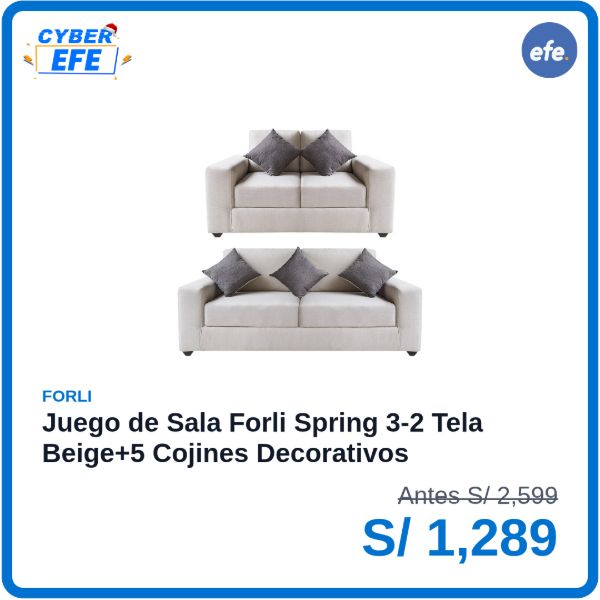 CYBER
EFE
efe.
FORLI
Juego de Sala Forli Spring 3-2 Tela
Beige+5 Cojines Decorativos
Antes S/ 2,599
S/ 1,289